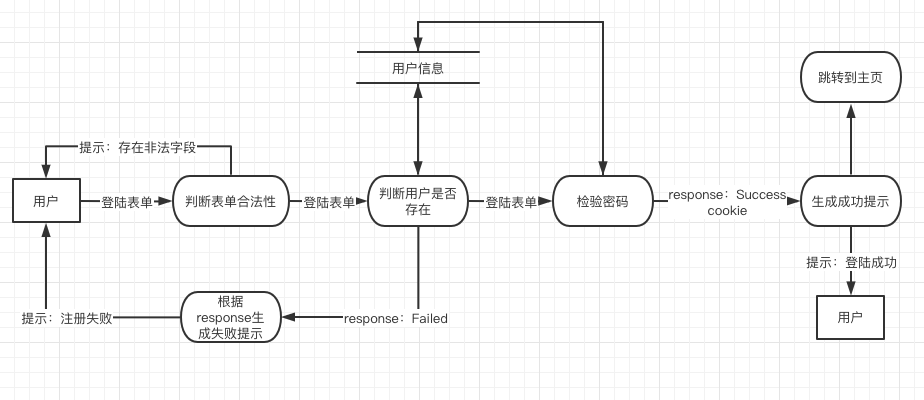 用户信息
跳转到主页
提示：存在非法字段
用户
登陆表单
判断表单合法性
登陆表单
判断用户是否
存在
登陆表单
检验密码
response：Success
cookie
生成成功提示
提示：登陆成功
用户
提示：注册失败
根据
response生
成失败提示
response：Failed